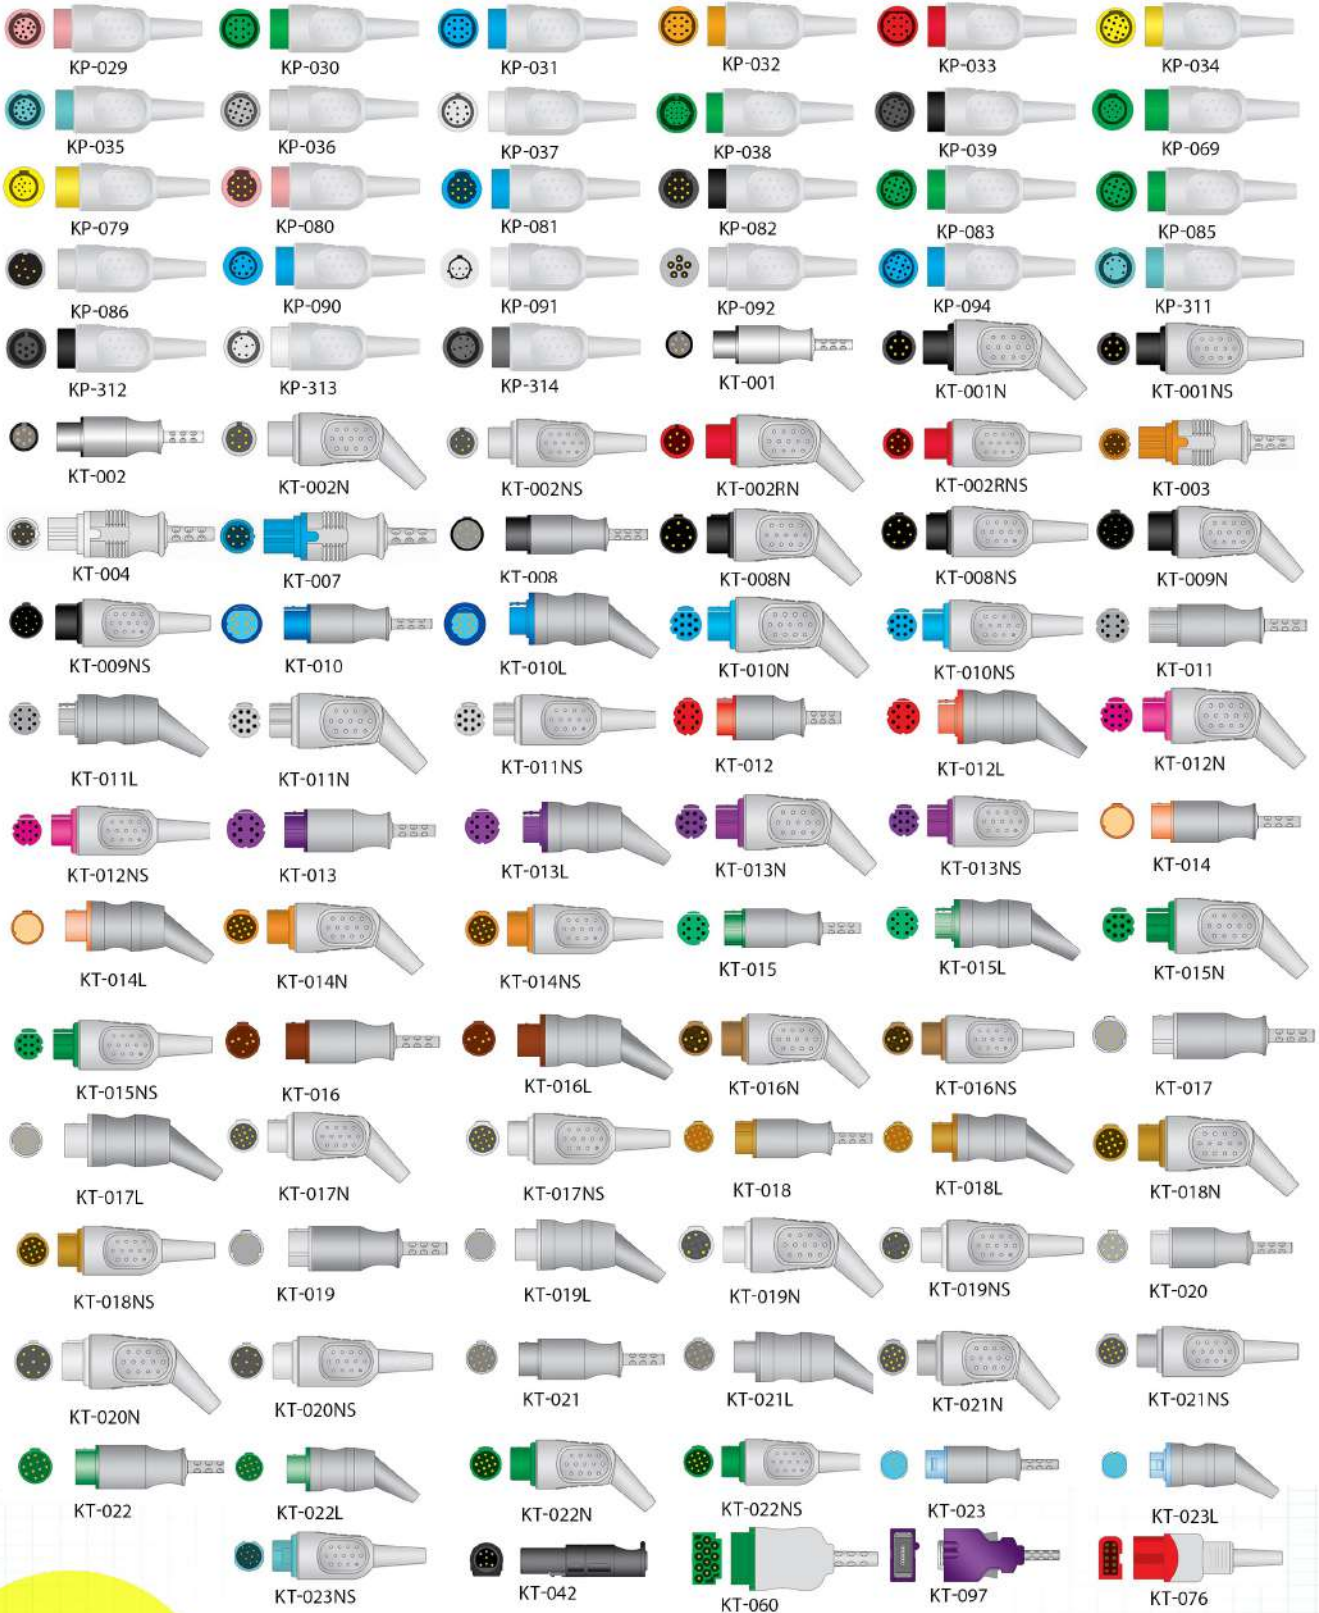 KP-029 KP-030 KP-031 KP-032 KP-033 KP-034
KP-035 KP-036 KP-037 KP-038 KP-039 KP-069
KP-079 KP-080 KP-081 KP-082 KP-083 KP-085
KP-086 KP-090 KP-091 KP-092 KP-094 KP-311
KP-312 KP-313 KP-314 KT-001 KT-001N KT-001NS
KT-002 KT-002N KT-002NS KT-002RN KT-002RNS KT-003
KT-004 KT-007 KT-008 KT-008N KT-008NS KT-009N
KT-009NS KT-010 KT-010L KT-010N KT-010NS KT-011
KT-011L KT-011N KT-011NS KT-012 KT-012L KT-012N
KT-012NS KT-013 KT-013L KT-013N KT-013NS KT-014
KT-014L KT-014N KT-014NS KT-015 KT-015L KT-015N
KT-015NS KT-016 KT-016L KT-016N KT-016NS KT-017
KT-017L KT-017N KT-017NS KT-018 KT-018L KT-018N
KT-018NS KT-019 KT-019L KT-019N KT-019NS KT-020
KT-020N KT-020NS KT-021 KT-021L KT-021N KT-021NS
KT-022 KT-022L KT-022N KT-022NS KT-023 KT-023L
KT-023NS KT-042 KT-060 KT-097 KT-076